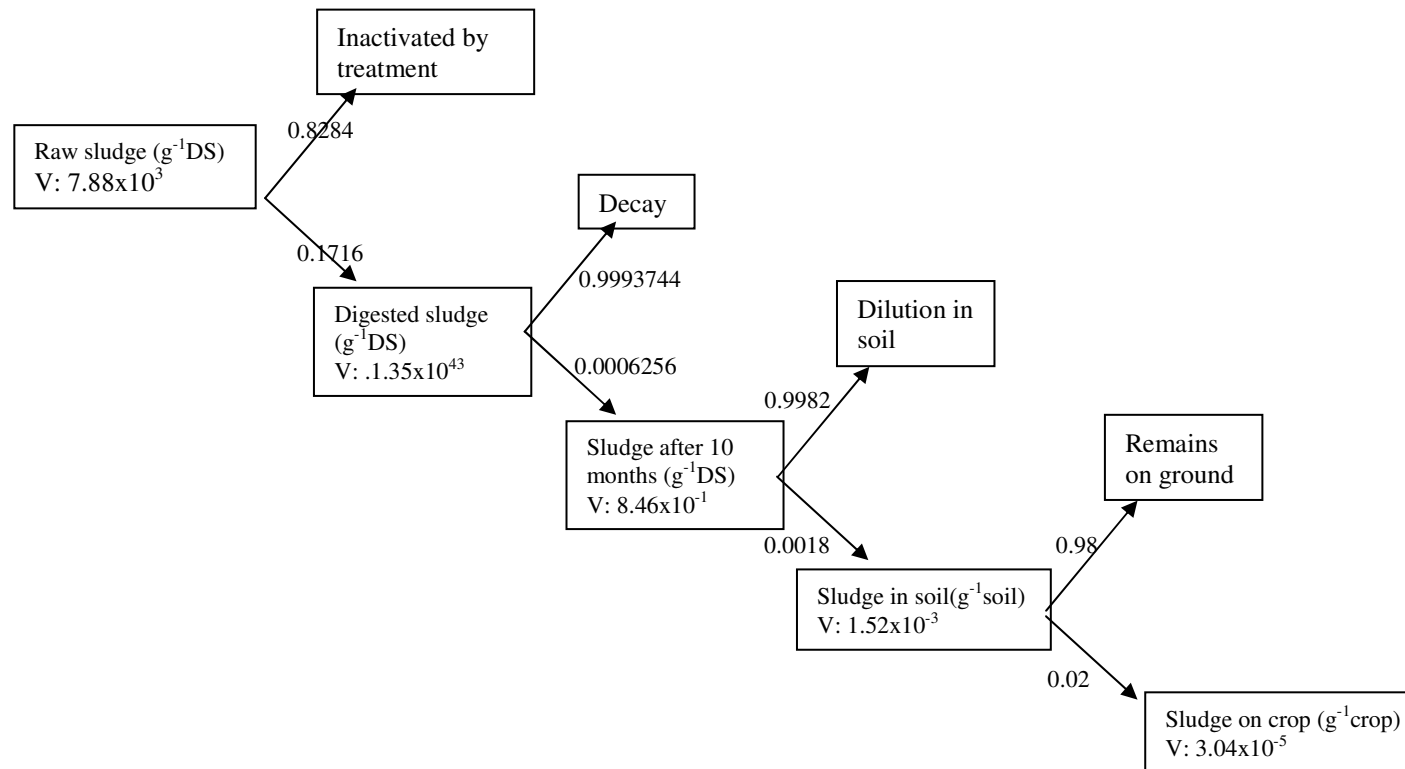 Inactivated by
treatment
0.8284
Raw sludge (g⁻¹DS)
V: 7.88x10³
0.1716
Decay
0.9993744
Digested sludge
(g⁻¹DS)
V: .1.35x10⁴³
0.0006256
Dilution in
soil
0.9982
Sludge after 10
months (g⁻¹DS)
V: 8.46x10⁻¹
0.0018
Remains
on ground
0.98
Sludge in soil(g⁻¹soil)
V: 1.52x10⁻³
0.02
Sludge on crop (g⁻¹crop)
V: 3.04x10⁻⁵